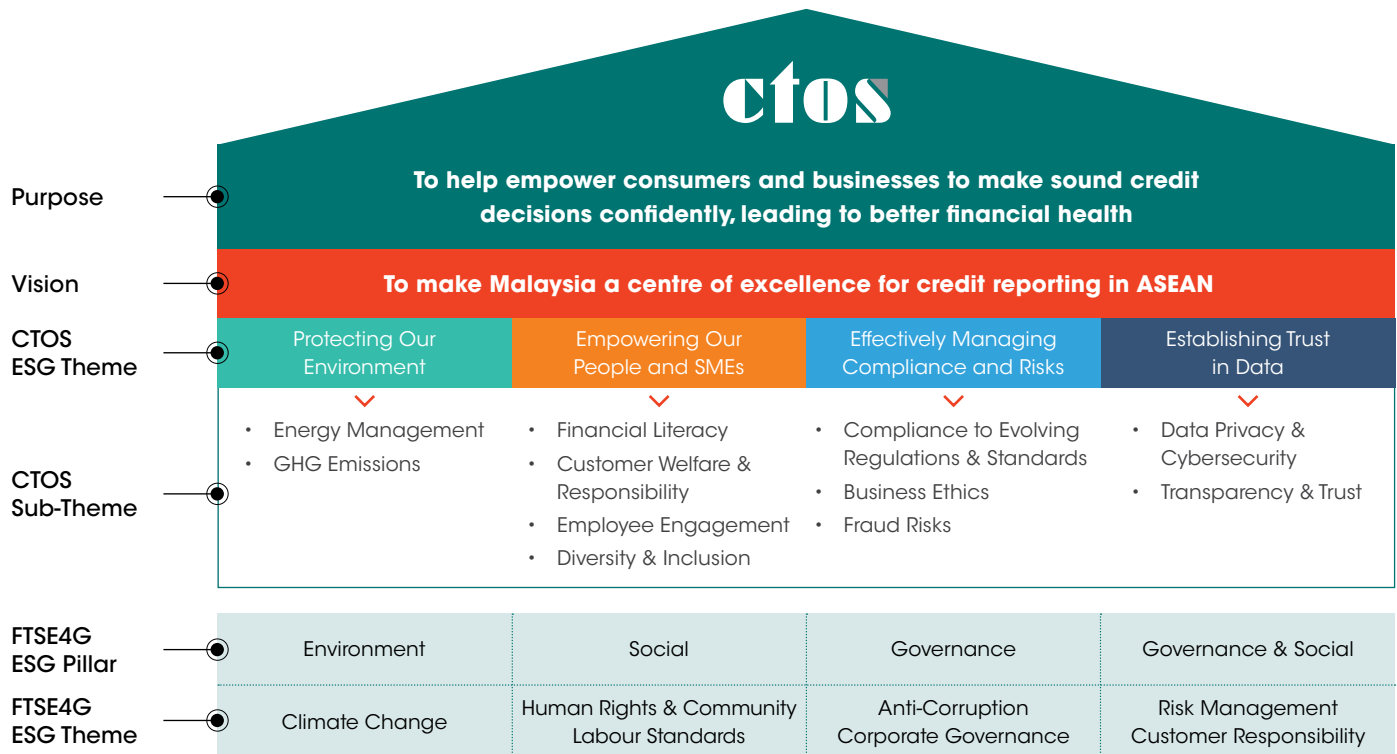 ctos
Purpose
To help empower consumers and businesses to make sound credit
decisions confidently, leading to better financial health
Vision
To make Malaysia a centre of excellence for credit reporting in ASEAN
CTOS
ESG Theme
Protecting Our
Environment
Empowering Our
People and SMEs
Effectively Managing
Compliance and Risks
Establishing Trust
in Data
CTOS
Sub-Theme
• Energy Management
• GHG Emissions
• Financial Literacy
• Customer Welfare &
Responsibility
• Employee Engagement
• Diversity & Inclusion
• Compliance to Evolving
Regulations & Standards
• Business Ethics
• Fraud Risks
• Data Privacy &
Cybersecurity
• Transparency & Trust
FTSE4G
ESG Pillar
Environment
Social
Governance
Governance & Social
FTSE4G
ESG Theme
Climate Change
Human Rights & Community
Labour Standards
Anti-Corruption
Corporate Governance
Risk Management
Customer Responsibility